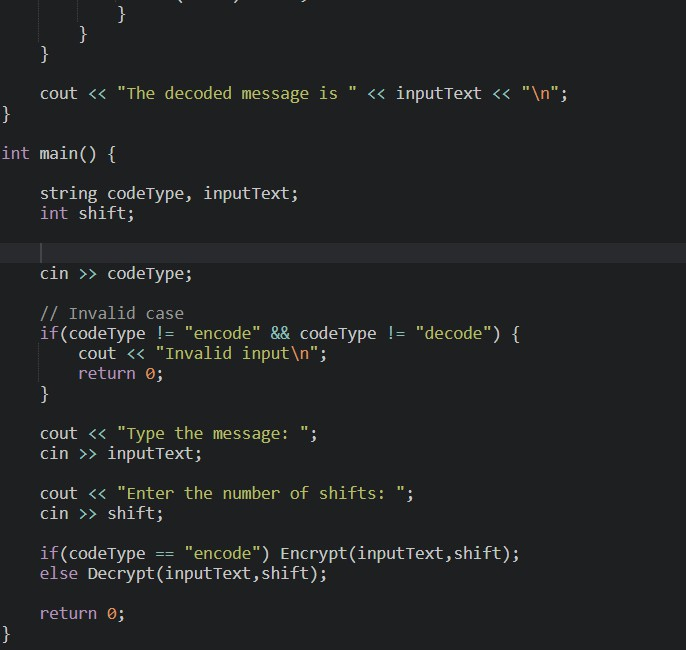 }
}
}
cout << "The decoded message is " << inputText << "\n";
}
int main() {
string codeType, inputText;
int shift;
cin >> codeType;
// Invalid case
if(codeType != "encode" && codeType != "decode") {
cout << "Invalid input\n";
return 0;
}
cout << "Type the message: ";
cin >> inputText;
cout << "Enter the number of shifts: ";
cin >> shift;
if(codeType == "encode") Encrypt(inputText,shift);
else Decrypt(inputText,shift);
return 0;
}